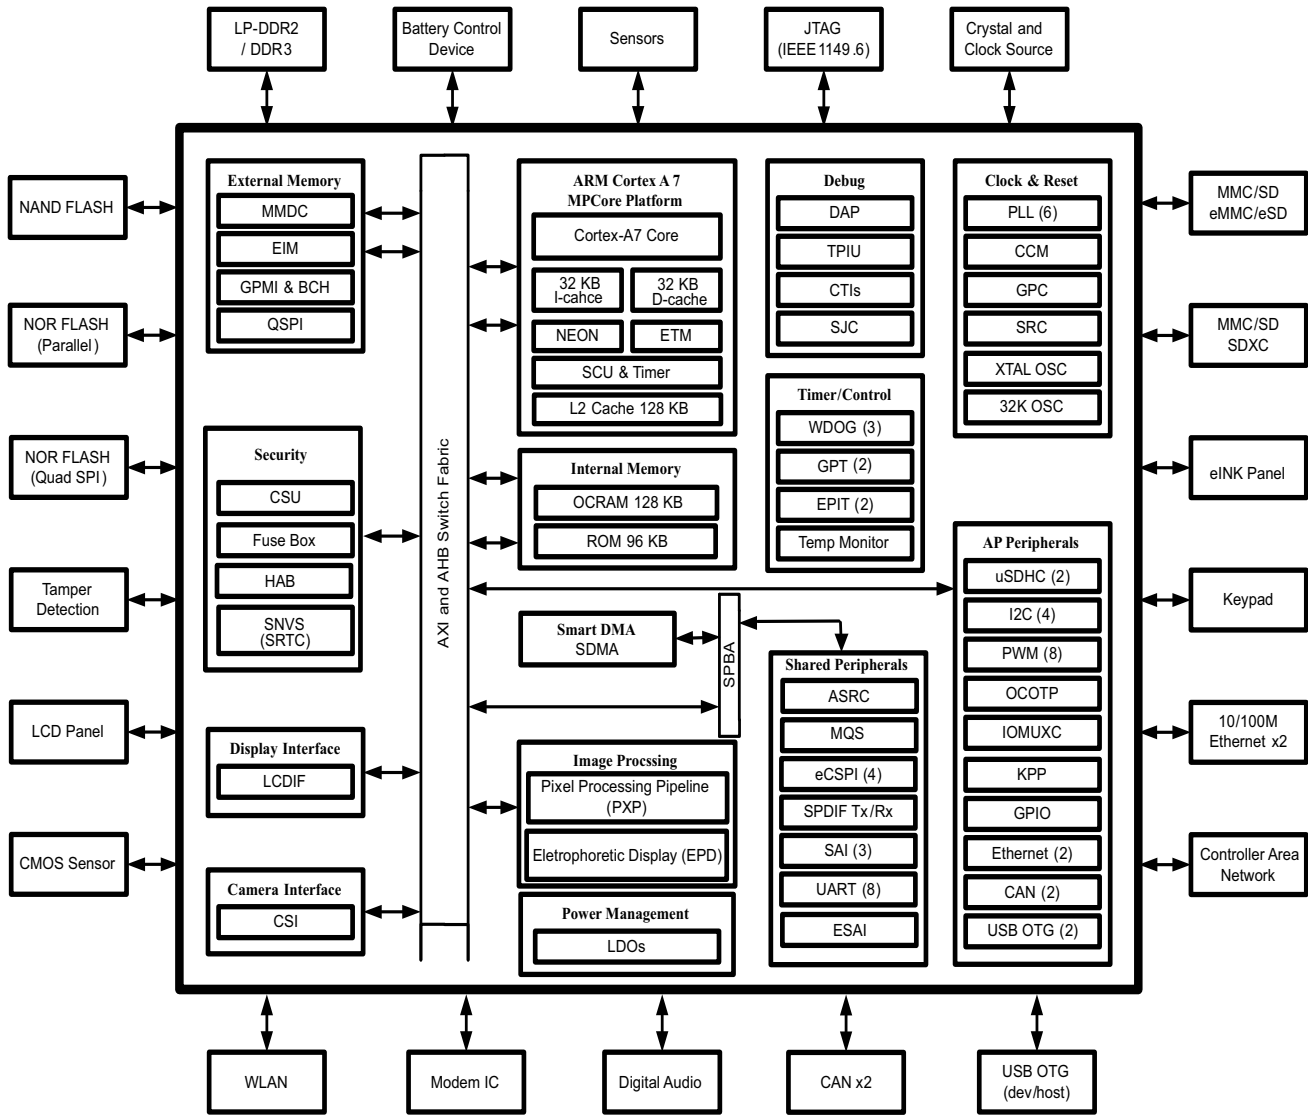 LP-DDR2
/ DDR3
Battery Control
Device
Sensors
JTAG
(IEEE 1149.6)
Crystal and
Clock Source
NAND FLASH
NOR FLASH
(Parallel)
NOR FLASH
(Quad SPI)
Tamper
Detection
LCD Panel
CMOS Sensor
External Memory
MMDC
EIM
GPMI & BCH
QSPI
Security
CSU
Fuse Box
HAB
SNVS
(SRTC)
Display Interface
LCDIF
Camera Interface
CSI
AXI and AHB Switch Fabric
ARM Cortex A 7
MPCore Platform
Cortex-A7 Core
32 KB
I-cahce
32 KB
D-cache
NEON
ETM
SCU & Timer
L2 Cache 128 KB
Internal Memory
OCRAM 128 KB
ROM 96 KB
Smart DMA
SDMA
SPBA
Image Procssing
Pixel Processing Pipeline
(PXP)
Eletrophoretic Display (EPD)
Power Management
LDOs
Debug
DAP
TPIU
CTIs
SJC
Timer/Control
WDOG (3)
GPT (2)
EPIT (2)
Temp Monitor
Shared Peripherals
ASRC
MQS
eCSPI (4)
SPDIF Tx/Rx
SAI (3)
UART (8)
ESAI
Clock & Reset
PLL (6)
CCM
GPC
SRC
XTAL OSC
32K OSC
AP Peripherals
uSDHC (2)
I2C (4)
PWM (8)
OCOTP
IOMUXC
KPP
GPIO
Ethernet (2)
CAN (2)
USB OTG (2)
MMC/SD
eMMC/eSD
MMC/SD
SDXC
eINK Panel
Keypad
10/100M
Ethernet x2
Controller Area
Network
WLAN
Modem IC
Digital Audio
CAN x2
USB OTG
(dev/host)